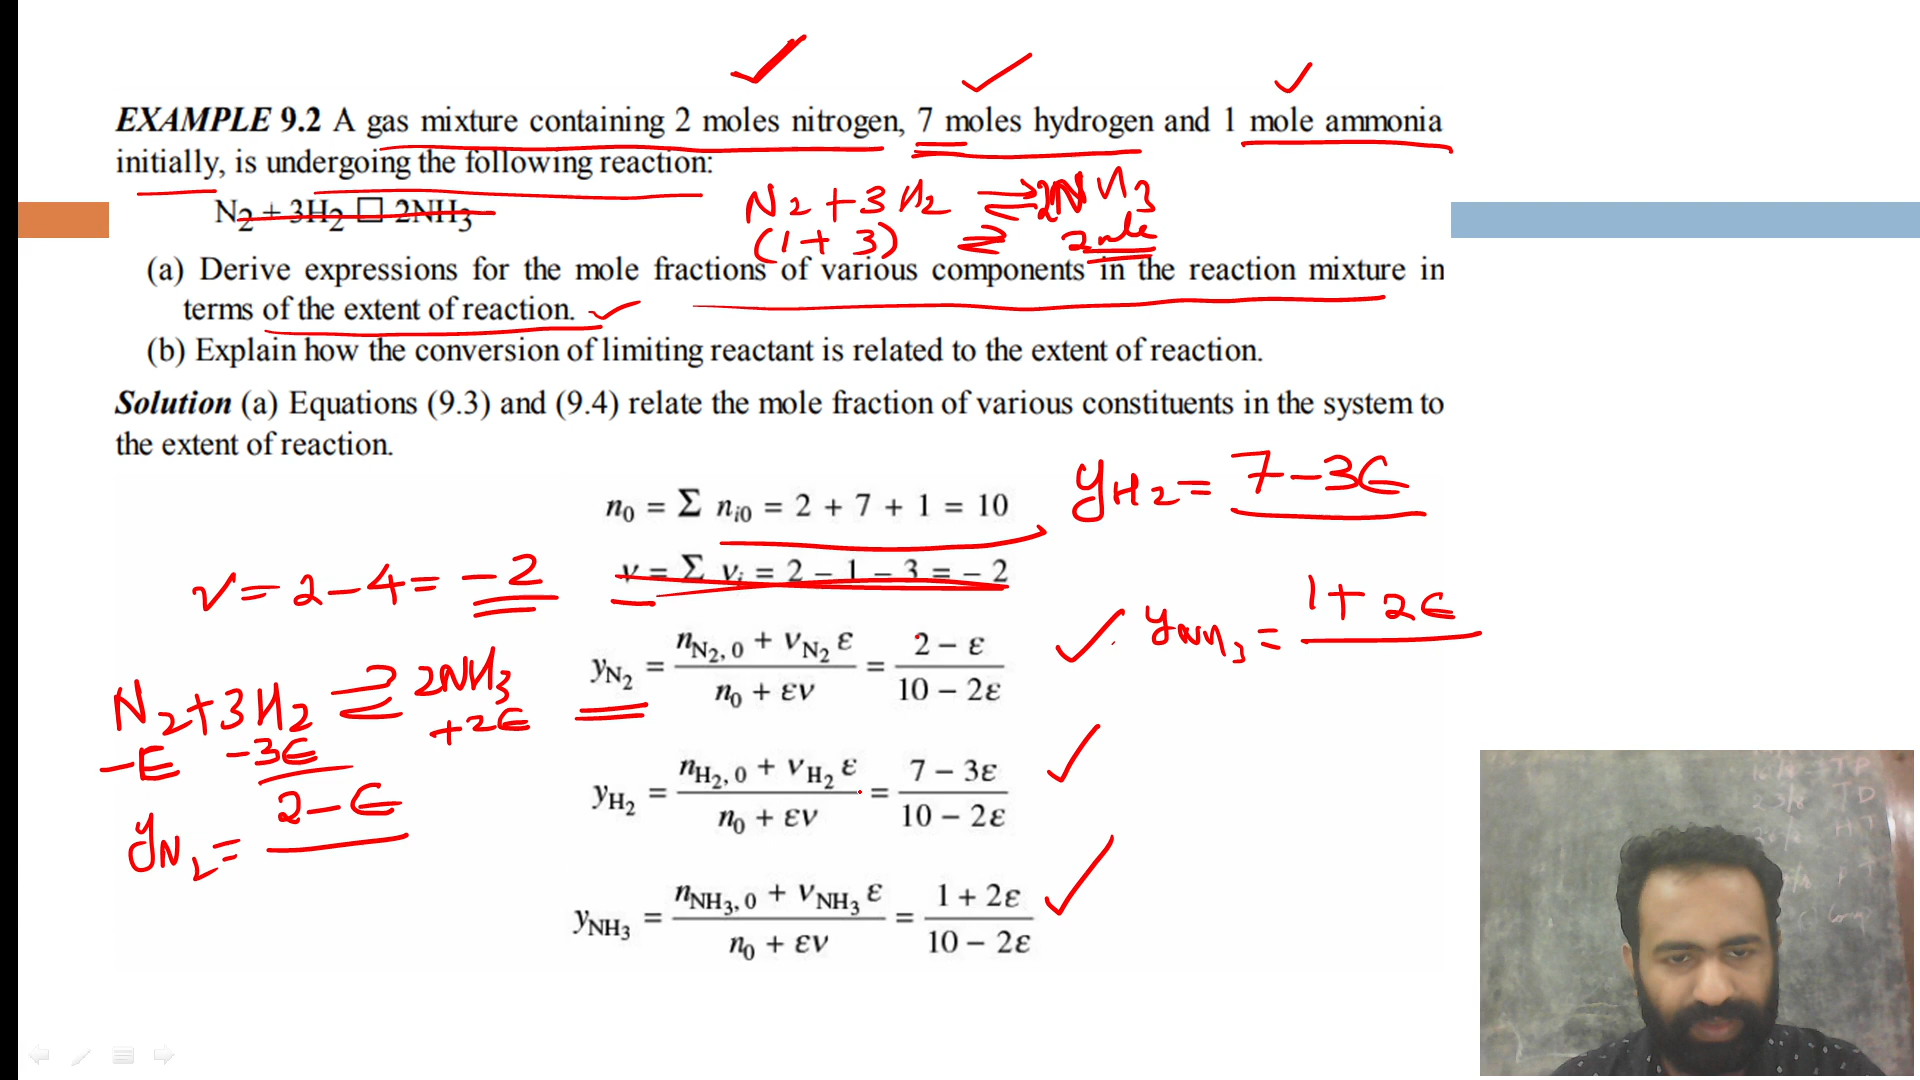 EXAMPLE 9.2 A gas mixture containing 2 moles nitrogen, 7 moles hydrogen and 1 mole ammonia
initially, is undergoing the following reaction:
N₂ + 3H₂ □ 2NH₃
N₂ + 3H₂ ⇌ 2NH₃
(1 + 3) ⇌ 2 mole
(a) Derive expressions for the mole fractions of various components in the reaction mixture in
terms of the extent of reaction.
(b) Explain how the conversion of limiting reactant is related to the extent of reaction.
Solution (a) Equations (9.3) and (9.4) relate the mole fraction of various constituents in the system to
the extent of reaction.
n₀ = Σ nᵢ₀ = 2 + 7 + 1 = 10
yH₂ = 7 – 3ε
ν = Σ νᵢ = 2 – 1 – 3 = – 2
ν = 2 – 4 = – 2
yNH₃ = 1 + 2ε
yN₂ = (nN₂, 0 + νN₂ ε) / (n₀ + εν) = (2 – ε) / (10 – 2ε)
N₂ + 3H₂ ⇌ 2NH₃
–ε –3ε +2ε
yH₂ = (nH₂, 0 + νH₂ ε) / (n₀ + εν) = (7 – 3ε) / (10 – 2ε)
yN₂ = 2 – ε
yNH₃ = (nNH₃, 0 + νNH₃ ε) / (n₀ + εν) = (1 + 2ε) / (10 – 2ε)